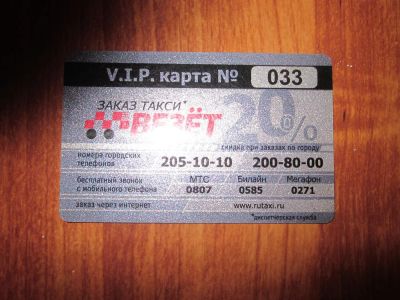 V.I.P. карта № 033
ЗАКАЗ ТАКСИ*
ВЕЗЁТ
20%
скидка при заказах по городу
номера городских
телефонов
205-10-10 200-80-00
бесплатный звонок
с мобильного телефона
МТС Билайн Мегафон
0807 0585 0271
заказ через интернет www.rutaxi.ru
*диспетчерская служба